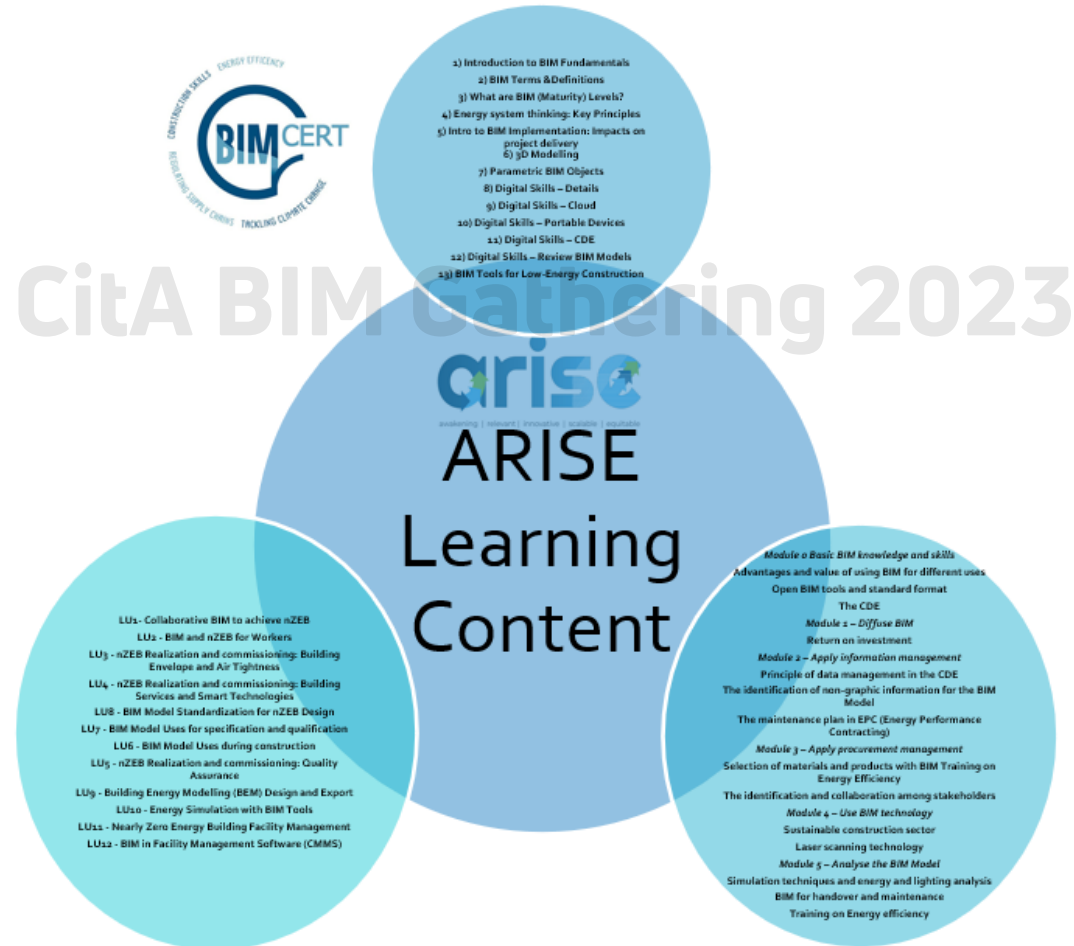 ENERGY EFFICENCY
CONSTRUCTION SKILLS
BIMCERT
REGULATING SUPPLY CHAINS
TACKLING CLIMATE CHANGE
1) Introduction to BIM Fundamentals
2) BIM Terms &Definitions
3) What are BIM (Maturity) Levels?
4) Energy system thinking: Key Principles
5) Intro to BIM Implementation: Impacts on
project delivery
6) 3D Modelling
7) Parametric BIM Objects
8) Digital Skills – Details
9) Digital Skills – Cloud
10) Digital Skills – Portable Devices
11) Digital Skills – CDE
12) Digital Skills – Review BIM Models
13) BIM Tools for Low-Energy Construction
CitA BIM Gathering 2023
arise
awakening | relevant | innovative | scalable | equitable
ARISE
Learning
Content
LU1- Collaborative BIM to achieve nZEB
LU2 - BIM and nZEB for Workers
LU3 - nZEB Realization and commissioning: Building
Envelope and Air Tightness
LU4 - nZEB Realization and commissioning: Building
Services and Smart Technologies
LU8 - BIM Model Standardization for nZEB Design
LU7 - BIM Model Uses for specification and qualification
LU6 - BIM Model Uses during construction
LU5 - nZEB Realization and commissioning: Quality
Assurance
LU9 - Building Energy Modelling (BEM) Design and Export
LU10 - Energy Simulation with BIM Tools
LU11 - Nearly Zero Energy Building Facility Management
LU12 - BIM in Facility Management Software (CMMS)
Module 0 Basic BIM knowledge and skills
Advantages and value of using BIM for different uses
Open BIM tools and standard format
The CDE
Module 1 – Diffuse BIM
Return on investment
Module 2 – Apply information management
Principle of data management in the CDE
The identification of non-graphic information for the BIM
Model
The maintenance plan in EPC (Energy Performance
Contracting)
Module 3 – Apply procurement management
Selection of materials and products with BIM Training on
Energy Efficiency
The identification and collaboration among stakeholders
Module 4 – Use BIM technology
Sustainable construction sector
Laser scanning technology
Module 5 – Analyse the BIM Model
Simulation techniques and energy and lighting analysis
BIM for handover and maintenance
Training on Energy efficiency